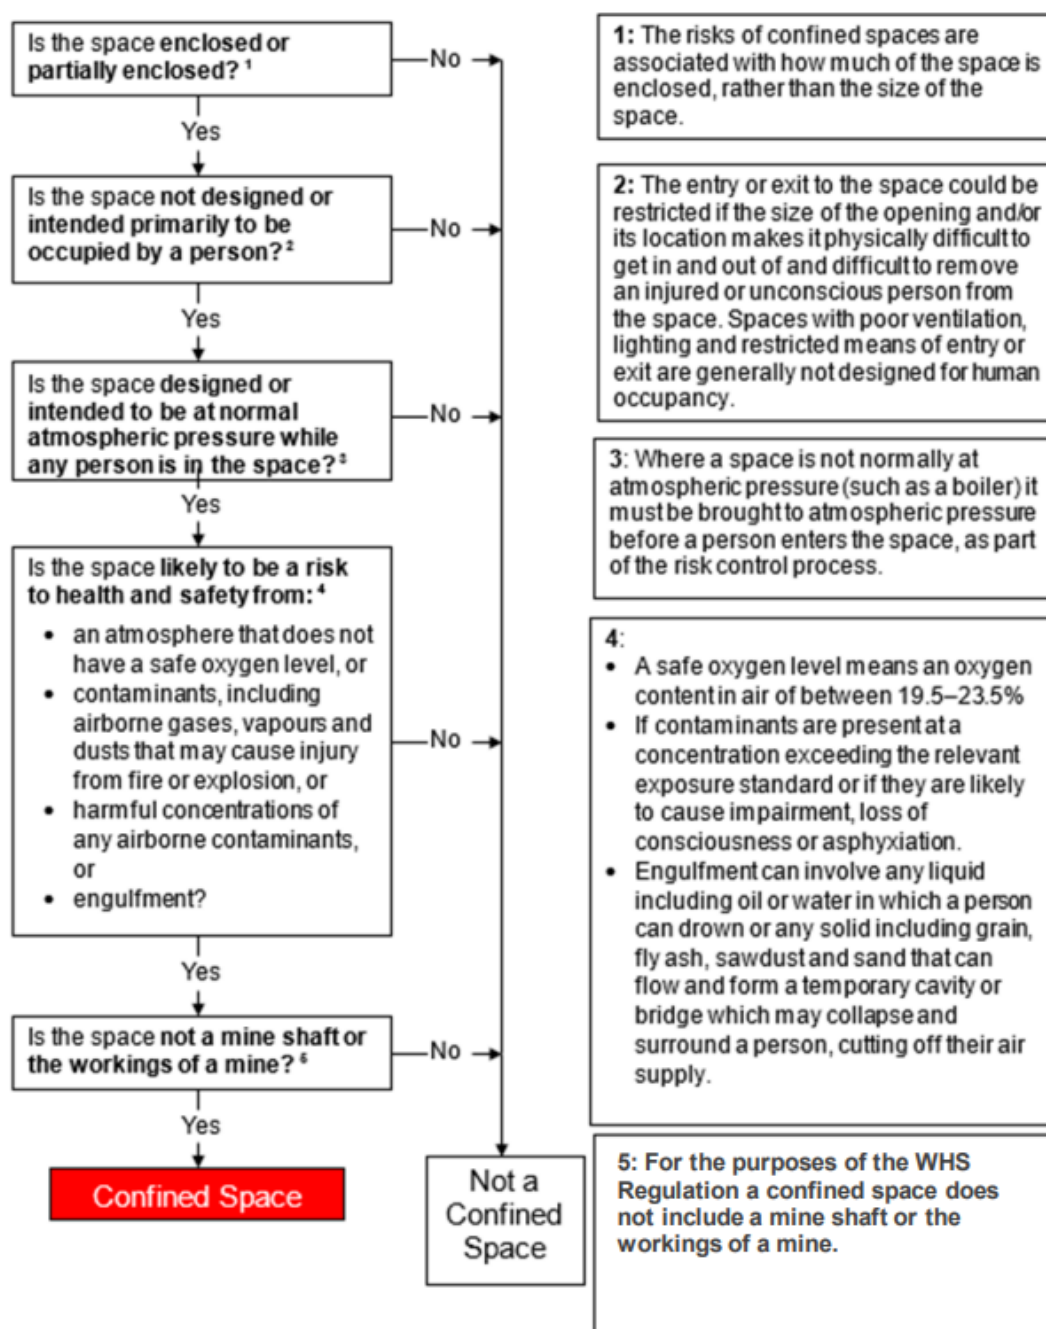 Is the space enclosed or
partially enclosed? ¹
No
Yes
Is the space not designed or
intended primarily to be
occupied by a person? ²
No
Yes
Is the space designed or
intended to be at normal
atmospheric pressure while
any person is in the space? ³
No
Yes
Is the space likely to be a risk
to health and safety from: ⁴
• an atmosphere that does not
have a safe oxygen level, or
• contaminants, including
airborne gases, vapours and
dusts that may cause injury
from fire or explosion, or
• harmful concentrations of
any airborne contaminants,
or
• engulfment?
No
Yes
Is the space not a mine shaft or
the workings of a mine? ⁵
No
Yes
Confined Space
Not a
Confined
Space
1: The risks of confined spaces are
associated with how much of the space is
enclosed, rather than the size of the
space.
2: The entry or exit to the space could be
restricted if the size of the opening and/or
its location makes it physically difficult to
get in and out of and difficult to remove
an injured or unconscious person from
the space. Spaces with poor ventilation,
lighting and restricted means of entry or
exit are generally not designed for human
occupancy.
3: Where a space is not normally at
atmospheric pressure (such as a boiler) it
must be brought to atmospheric pressure
before a person enters the space, as part
of the risk control process.
4:
• A safe oxygen level means an oxygen
content in air of between 19.5–23.5%
• If contaminants are present at a
concentration exceeding the relevant
exposure standard or if they are likely
to cause impairment, loss of
consciousness or asphyxiation.
• Engulfment can involve any liquid
including oil or water in which a person
can drown or any solid including grain,
fly ash, sawdust and sand that can
flow and form a temporary cavity or
bridge which may collapse and
surround a person, cutting off their air
supply.
5: For the purposes of the WHS
Regulation a confined space does
not include a mine shaft or the
workings of a mine.